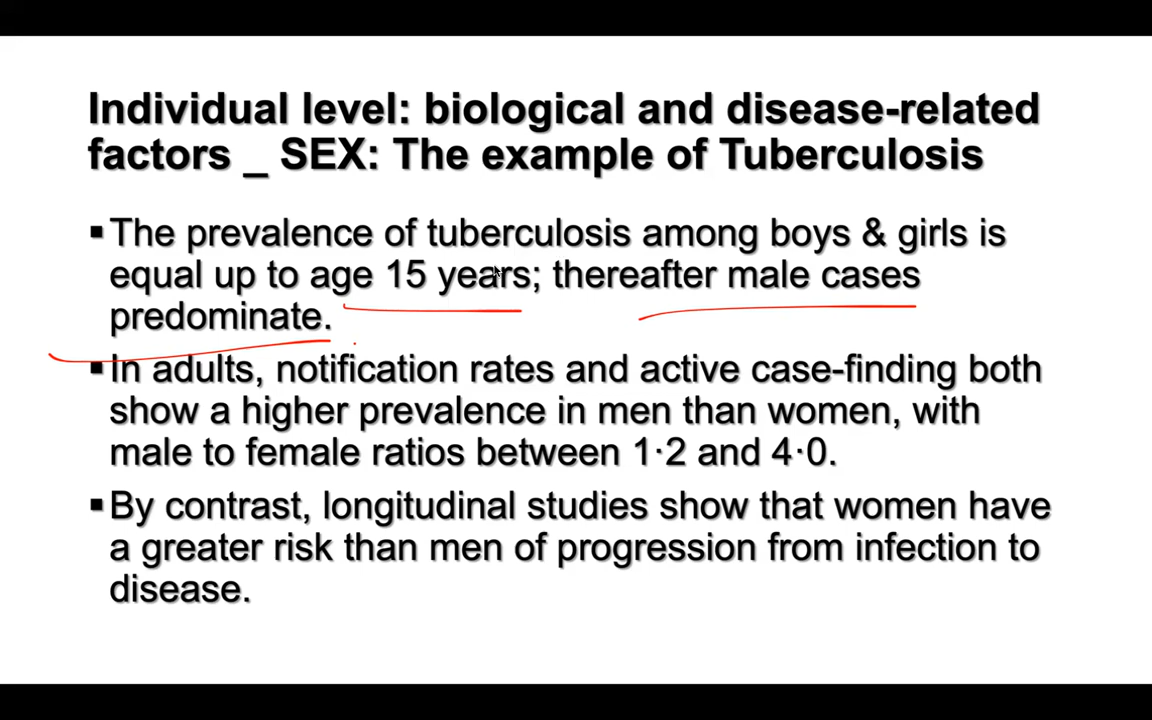 Individual level: biological and disease-related
factors _ SEX: The example of Tuberculosis
▪The prevalence of tuberculosis among boys & girls is
equal up to age 15 years; thereafter male cases
predominate.
▪In adults, notification rates and active case-finding both
show a higher prevalence in men than women, with
male to female ratios between 1·2 and 4·0.
▪By contrast, longitudinal studies show that women have
a greater risk than men of progression from infection to
disease.